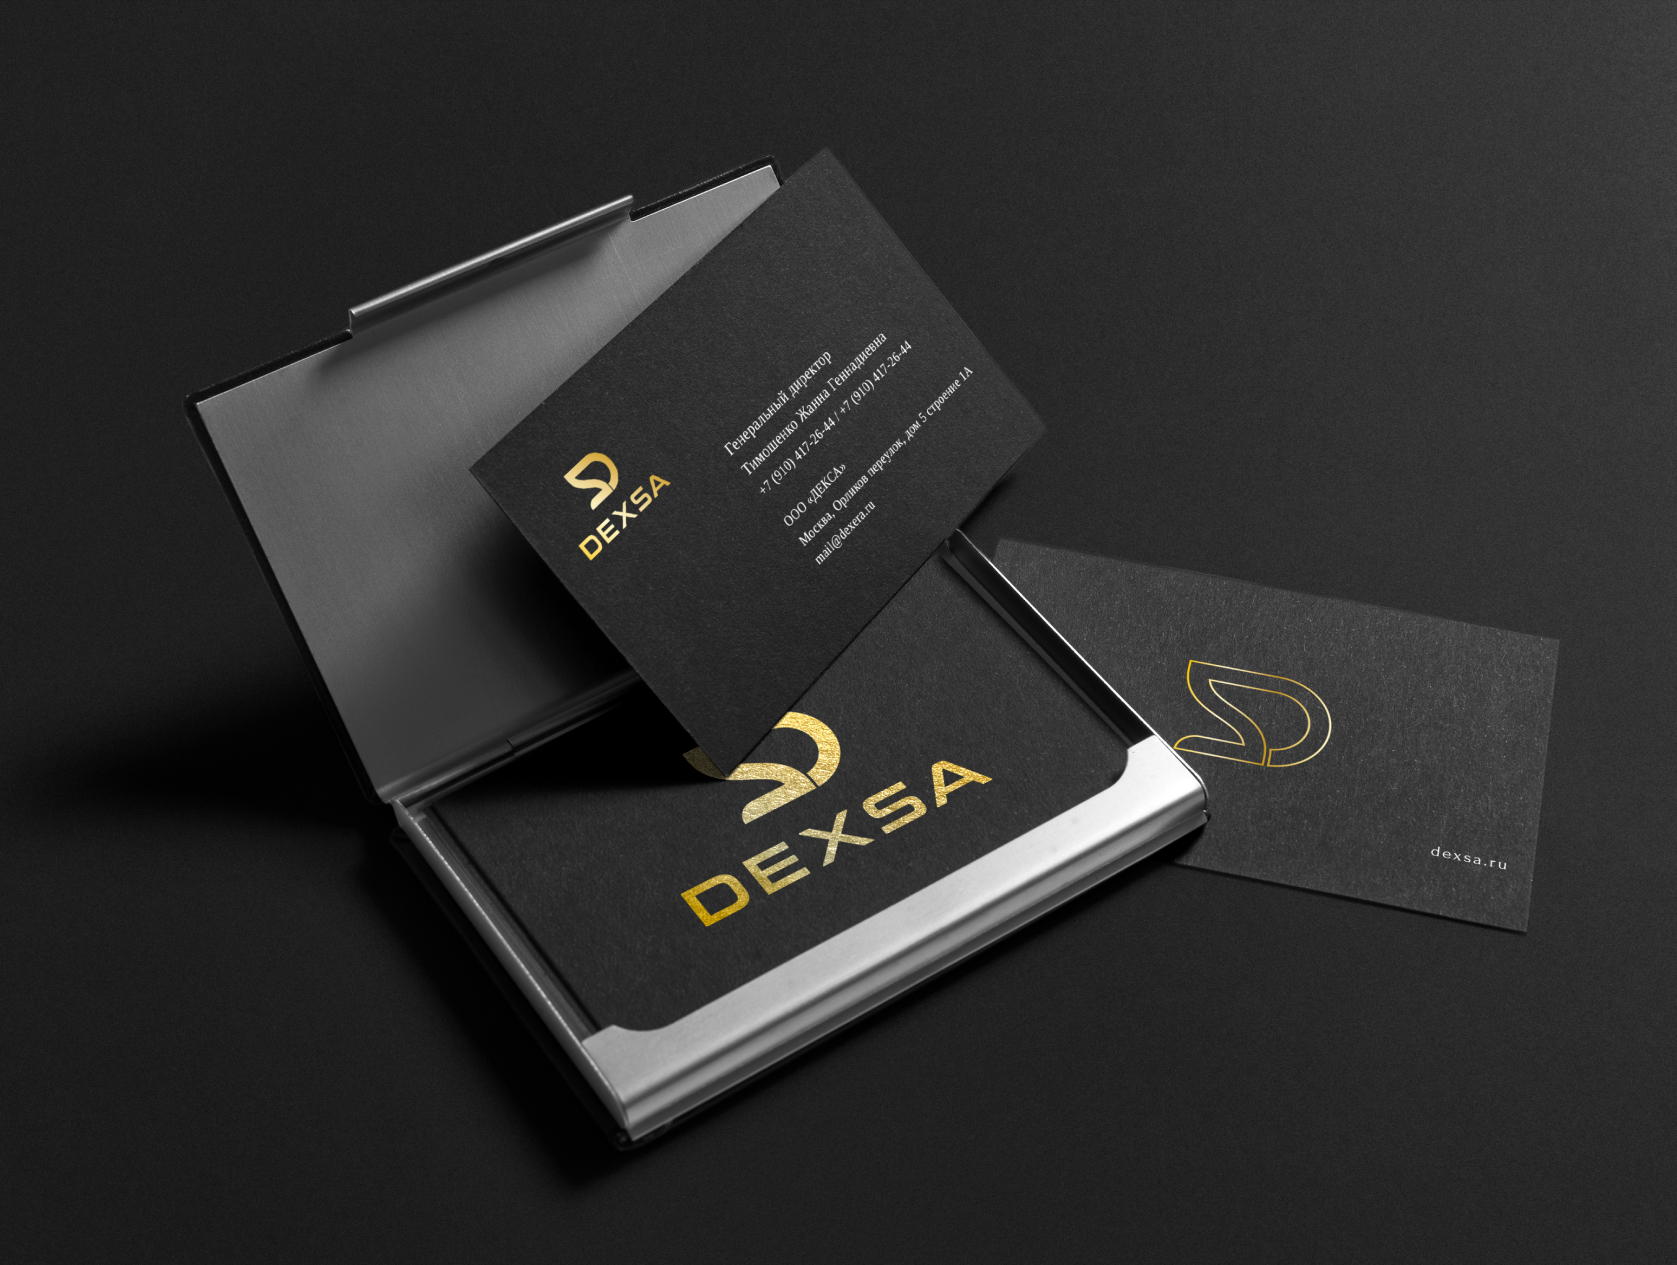 DEXSA
Генеральный директор
Тимошенко Жанна Геннадиевна
+7 (910) 417-26-44 / +7 (910) 417-26-44
ООО «ДЕКСА»
Москва, Орликов переулок, дом 5 строение 1А
mail@dexera.ru
DEXSA
dexsa.ru